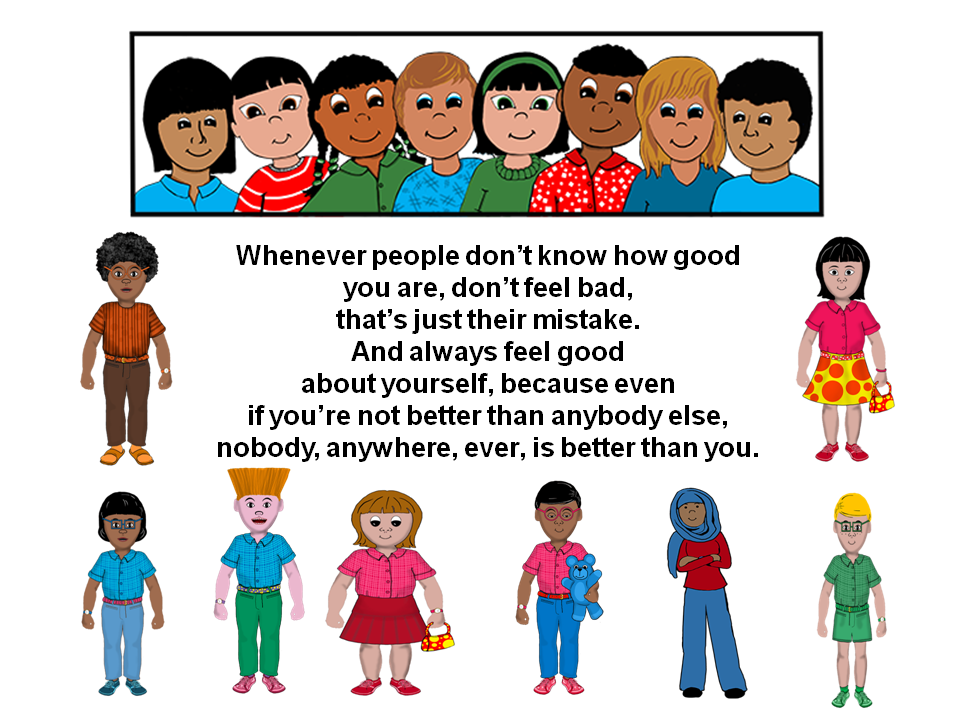 Whenever people don’t know how good
you are, don’t feel bad,
that’s just their mistake.
And always feel good
about yourself, because even
if you’re not better than anybody else,
nobody, anywhere, ever, is better than you.